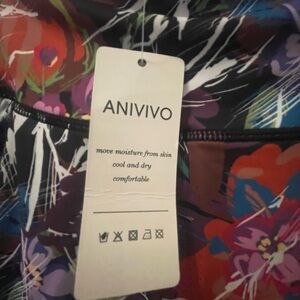 ANIVIVO
move moisture from skin
cool and dry
comfortable